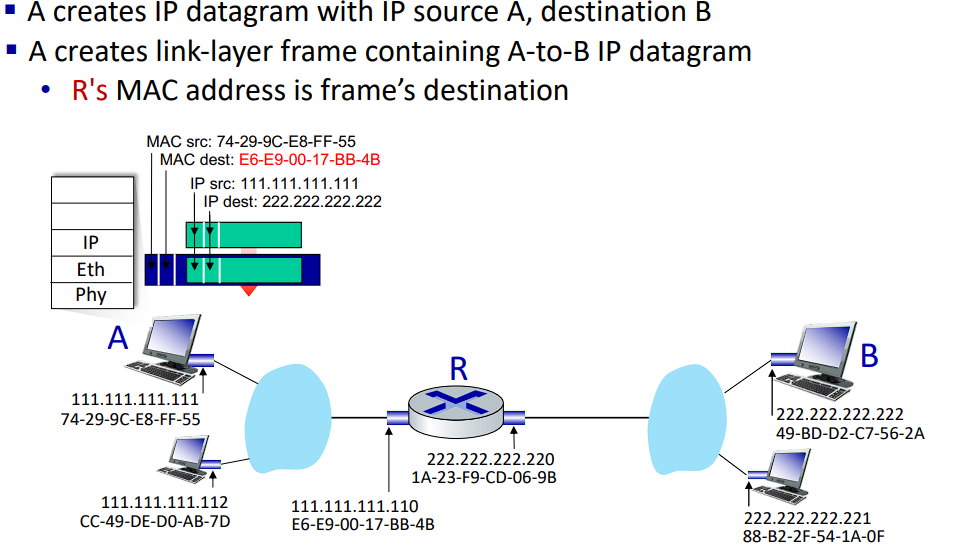 ▪ A creates IP datagram with IP source A, destination B
▪ A creates link-layer frame containing A-to-B IP datagram
• R's MAC address is frame’s destination
MAC src: 74-29-9C-E8-FF-55
MAC dest: E6-E9-00-17-BB-4B
IP src: 111.111.111.111
IP dest: 222.222.222.222
IP
Eth
Phy
A
R
B
111.111.111.111
74-29-9C-E8-FF-55
222.222.222.222
49-BD-D2-C7-56-2A
222.222.222.220
1A-23-F9-CD-06-9B
111.111.111.112
CC-49-DE-D0-AB-7D
111.111.111.110
E6-E9-00-17-BB-4B
222.222.222.221
88-B2-2F-54-1A-0F